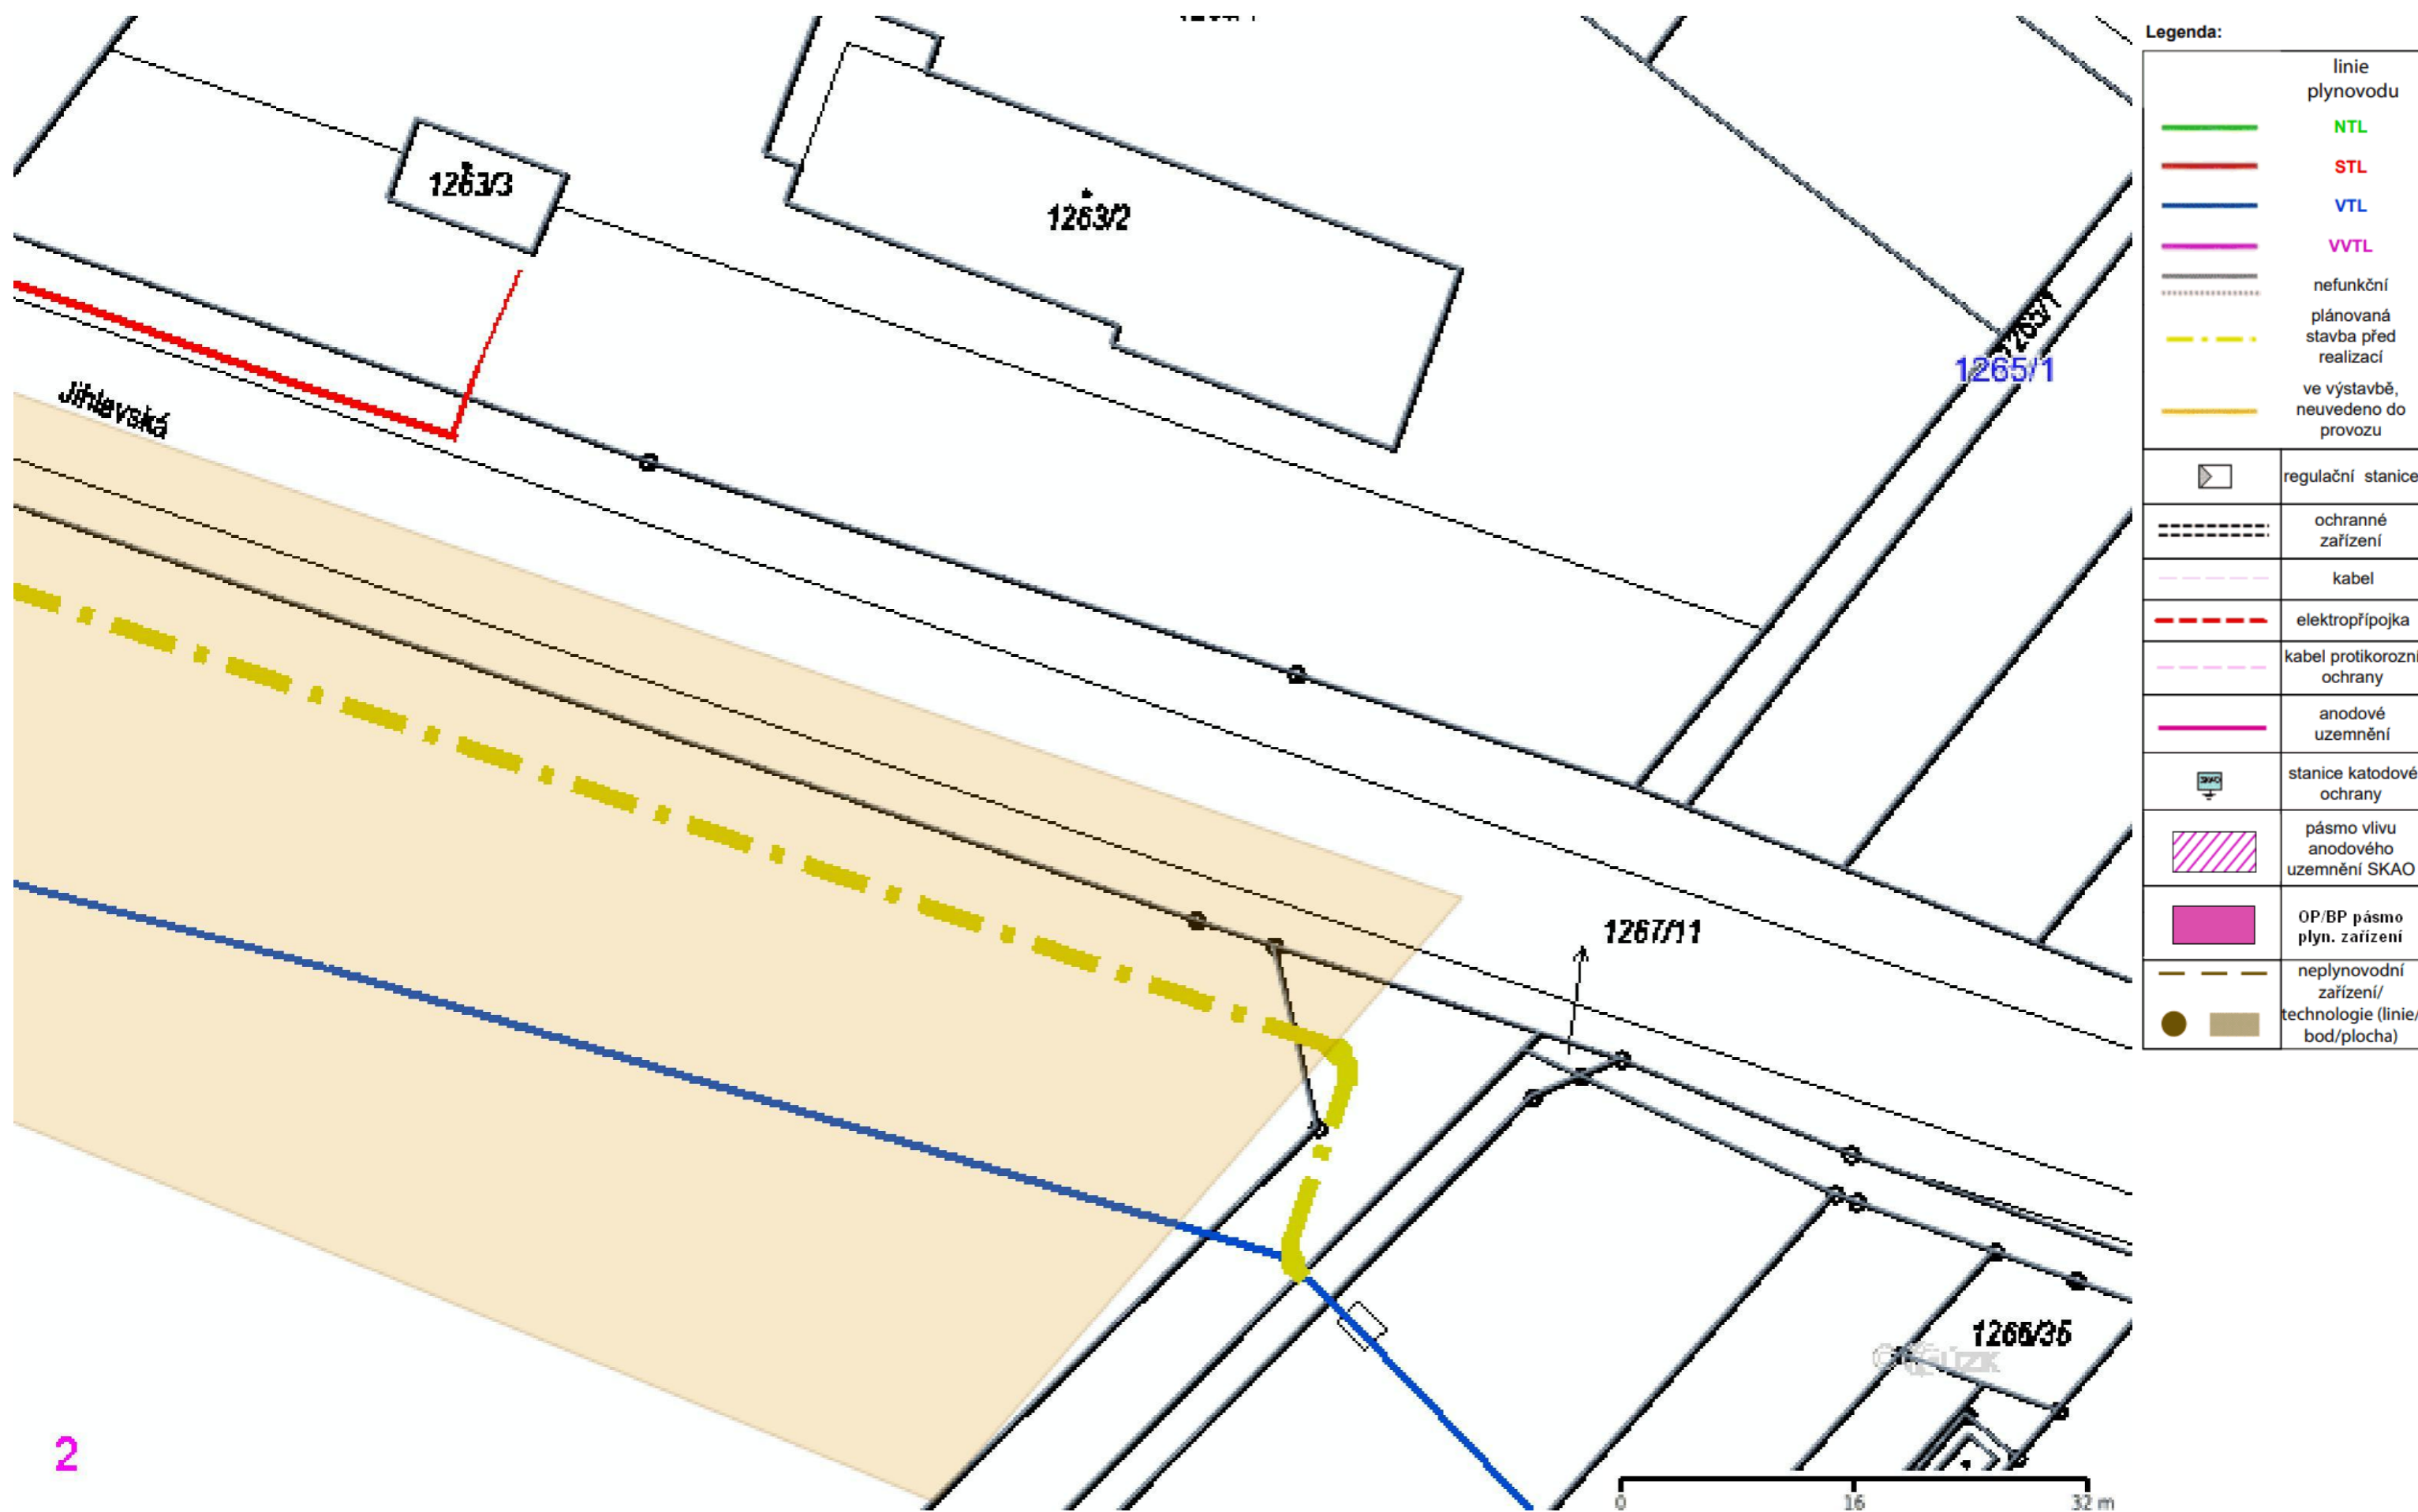 1263/3
1263/2
1265/1
1265/1
Jihlavská
1267/11
1266/35
2
0 16 32 m
Legenda:
linie
plynovodu
NTL
STL
VTL
VVTL
nefunkční
plánovaná
stavba před
realizací
ve výstavbě,
neuvedeno do
provozu
regulační stanice
ochranné
zařízení
kabel
elektropřípojka
kabel protikorozní
ochrany
anodové
uzemnění
SKAO
stanice katodové
ochrany
pásmo vlivu
anodového
uzemnění SKAO
OP/BP pásmo
plyn. zařízení
neplynovodní
zařízení/
technologie (linie/
bod/plocha)